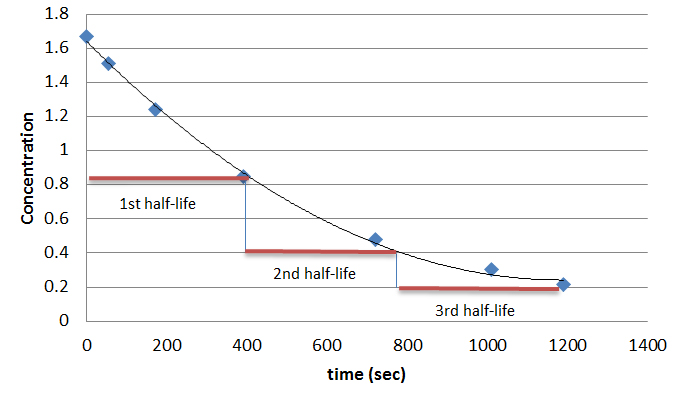 1.8
1.6
1.4
1.2
1
0.8
0.6
0.4
0.2
0
Concentration
1st half-life
2nd half-life
3rd half-life
0 200 400 600 800 1000 1200 1400
time (sec)